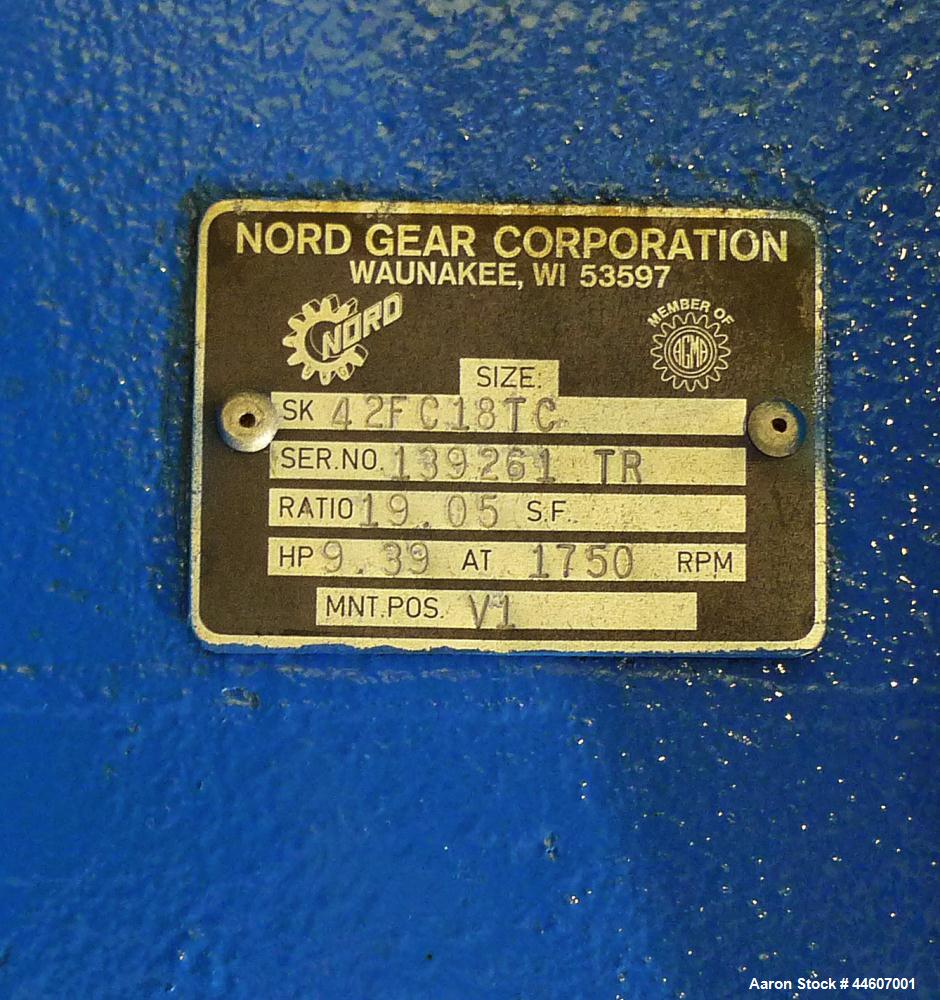 NORD GEAR CORPORATION
WAUNAKEE, WI 53597
NORD
MEMBER OF
AGMA
SIZE:
SK 42FC18TC
SER.NO. 139261 TR
RATIO 19.05 S.F.
HP 9.39 AT 1750 RPM
MNT.POS. V1
Aaron Stock # 44607001